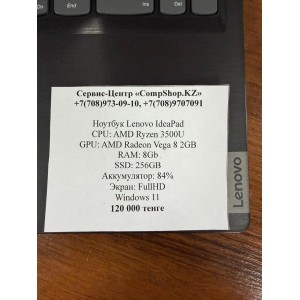 Сервис-Центр «CompShop.KZ»
+7(708)973-09-10, +7(708)9707091
Ноутбук Lenovo IdeaPad
CPU: AMD Ryzen 3500U
GPU: AMD Radeon Vega 8 2GB
RAM: 8Gb
SSD: 256GB
Аккумулятор: 84%
Экран: FullHD
Windows 11
120 000 тенге
Lenovo